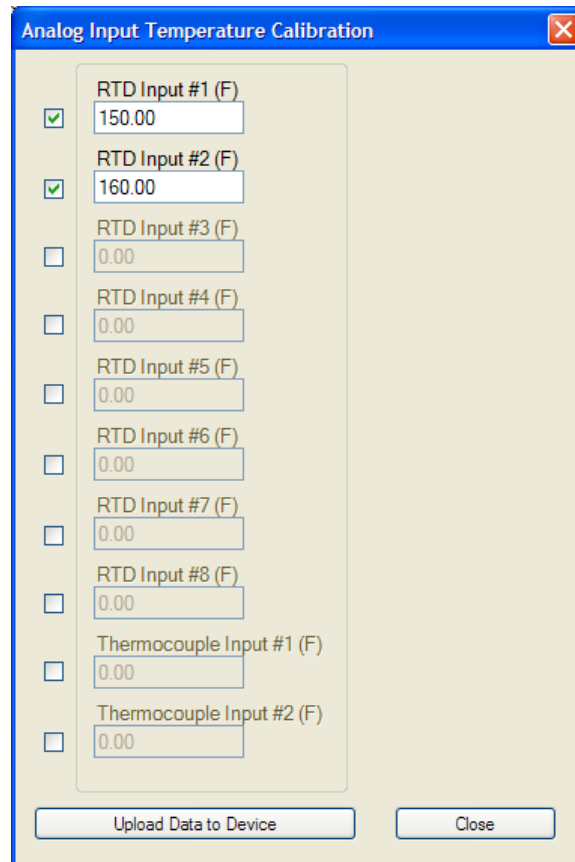 Analog Input Temperature Calibration
RTD Input #1 (F)
150.00
RTD Input #2 (F)
160.00
RTD Input #3 (F)
0.00
RTD Input #4 (F)
0.00
RTD Input #5 (F)
0.00
RTD Input #6 (F)
0.00
RTD Input #7 (F)
0.00
RTD Input #8 (F)
0.00
Thermocouple Input #1 (F)
0.00
Thermocouple Input #2 (F)
0.00
Upload Data to Device Close